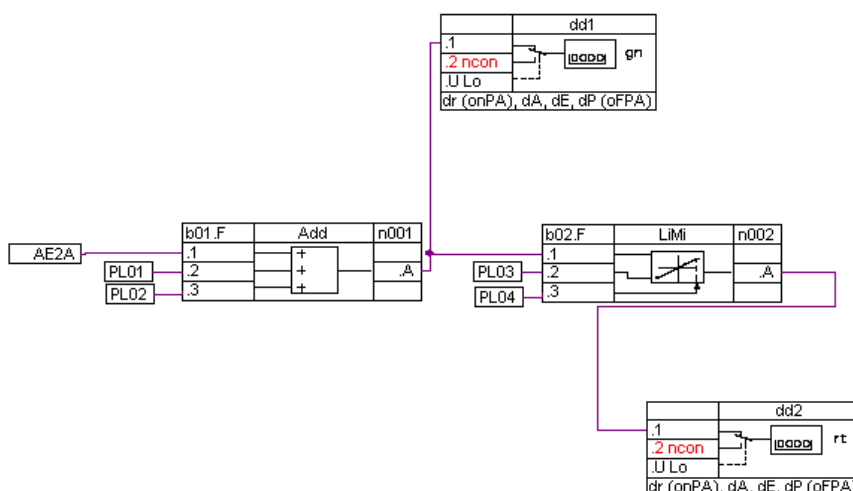 dd1
.1
.2 ncon
.U Lo
gn
dr (onPA), dA, dE, dP (oFPA)
AE2A
PL01
PL02
b01.F Add n001
.1 +
.2 + .A
.3 +
PL03
PL04
b02.F LiMi n002
.1
.2 .A
.3
dd2
.1
.2 ncon
.U Lo
rt
dr (onPA), dA, dE, dP (oFPA)